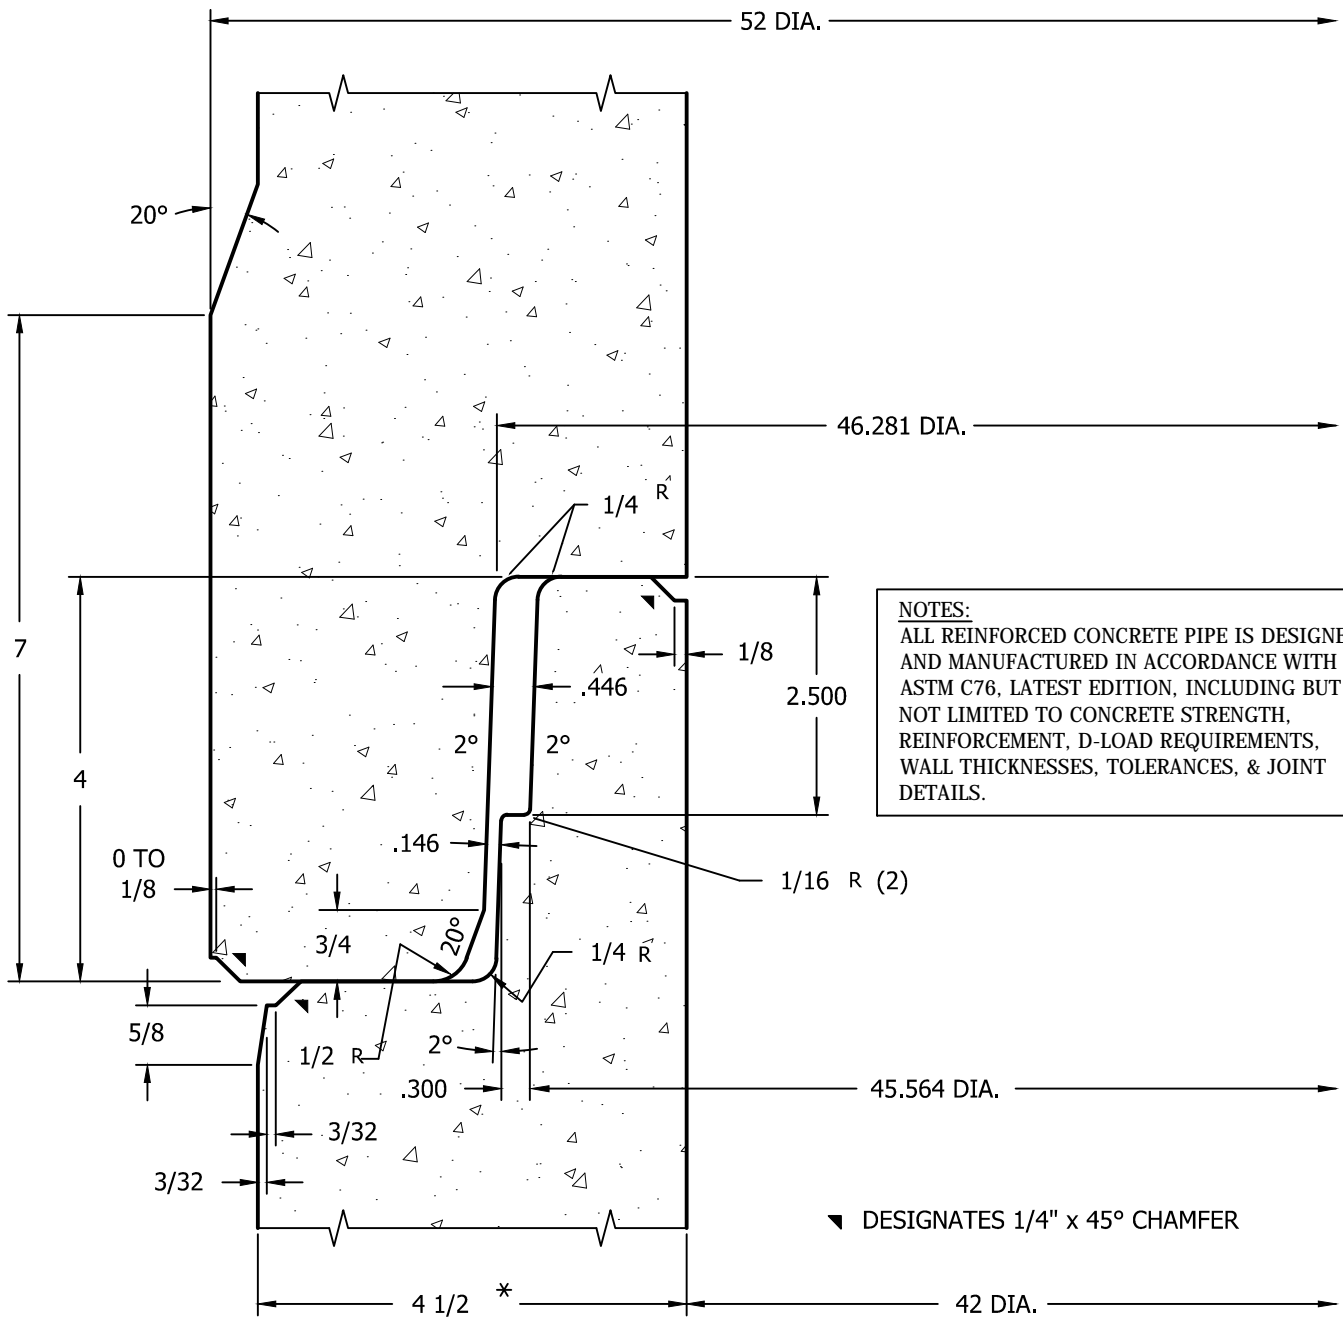 52 DIA.
20°
46.281 DIA.
1/4 R
7
4
1/8
.446
2.500
2°
2°
NOTES:
ALL REINFORCED CONCRETE PIPE IS DESIGNE
AND MANUFACTURED IN ACCORDANCE WITH
ASTM C76, LATEST EDITION, INCLUDING BUT
NOT LIMITED TO CONCRETE STRENGTH,
REINFORCEMENT, D-LOAD REQUIREMENTS,
WALL THICKNESSES, TOLERANCES, & JOINT
DETAILS.
.146
0 TO
1/8
1/16 R (2)
3/4
20°
1/4 R
5/8
1/2 R
2°
.300
45.564 DIA.
3/32
3/32
DESIGNATES 1/4" x 45° CHAMFER
4 1/2 *
42 DIA.